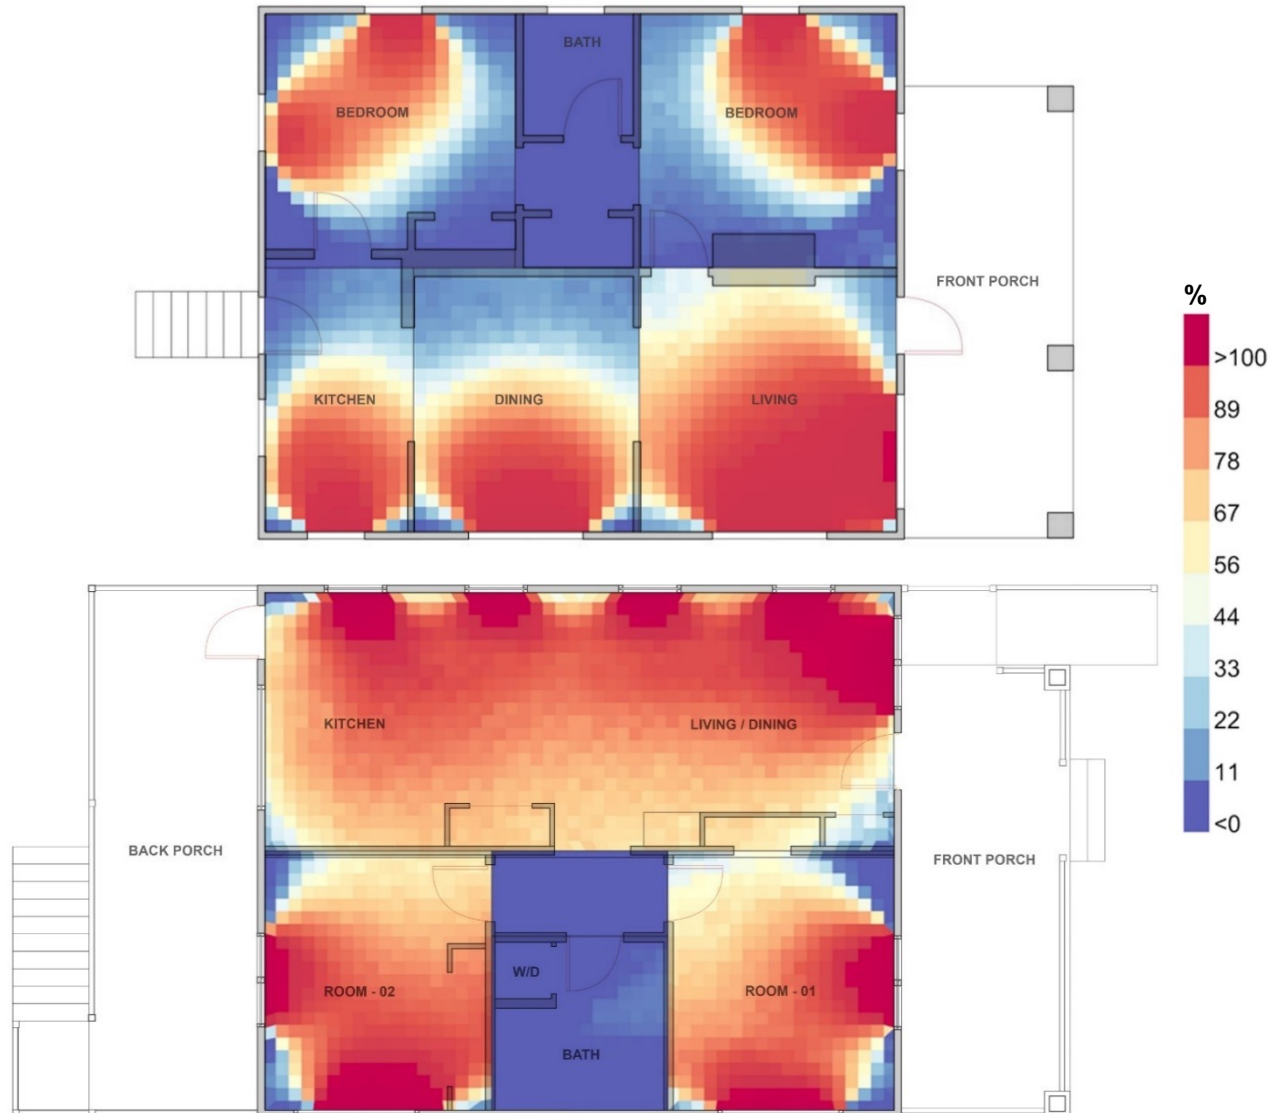 BATH
BEDROOM
BEDROOM
FRONT PORCH
KITCHEN
DINING
LIVING
%
>100
89
78
67
56
44
33
22
11
<0
KITCHEN
LIVING / DINING
BACK PORCH
FRONT PORCH
W/D
ROOM - 02
ROOM - 01
BATH